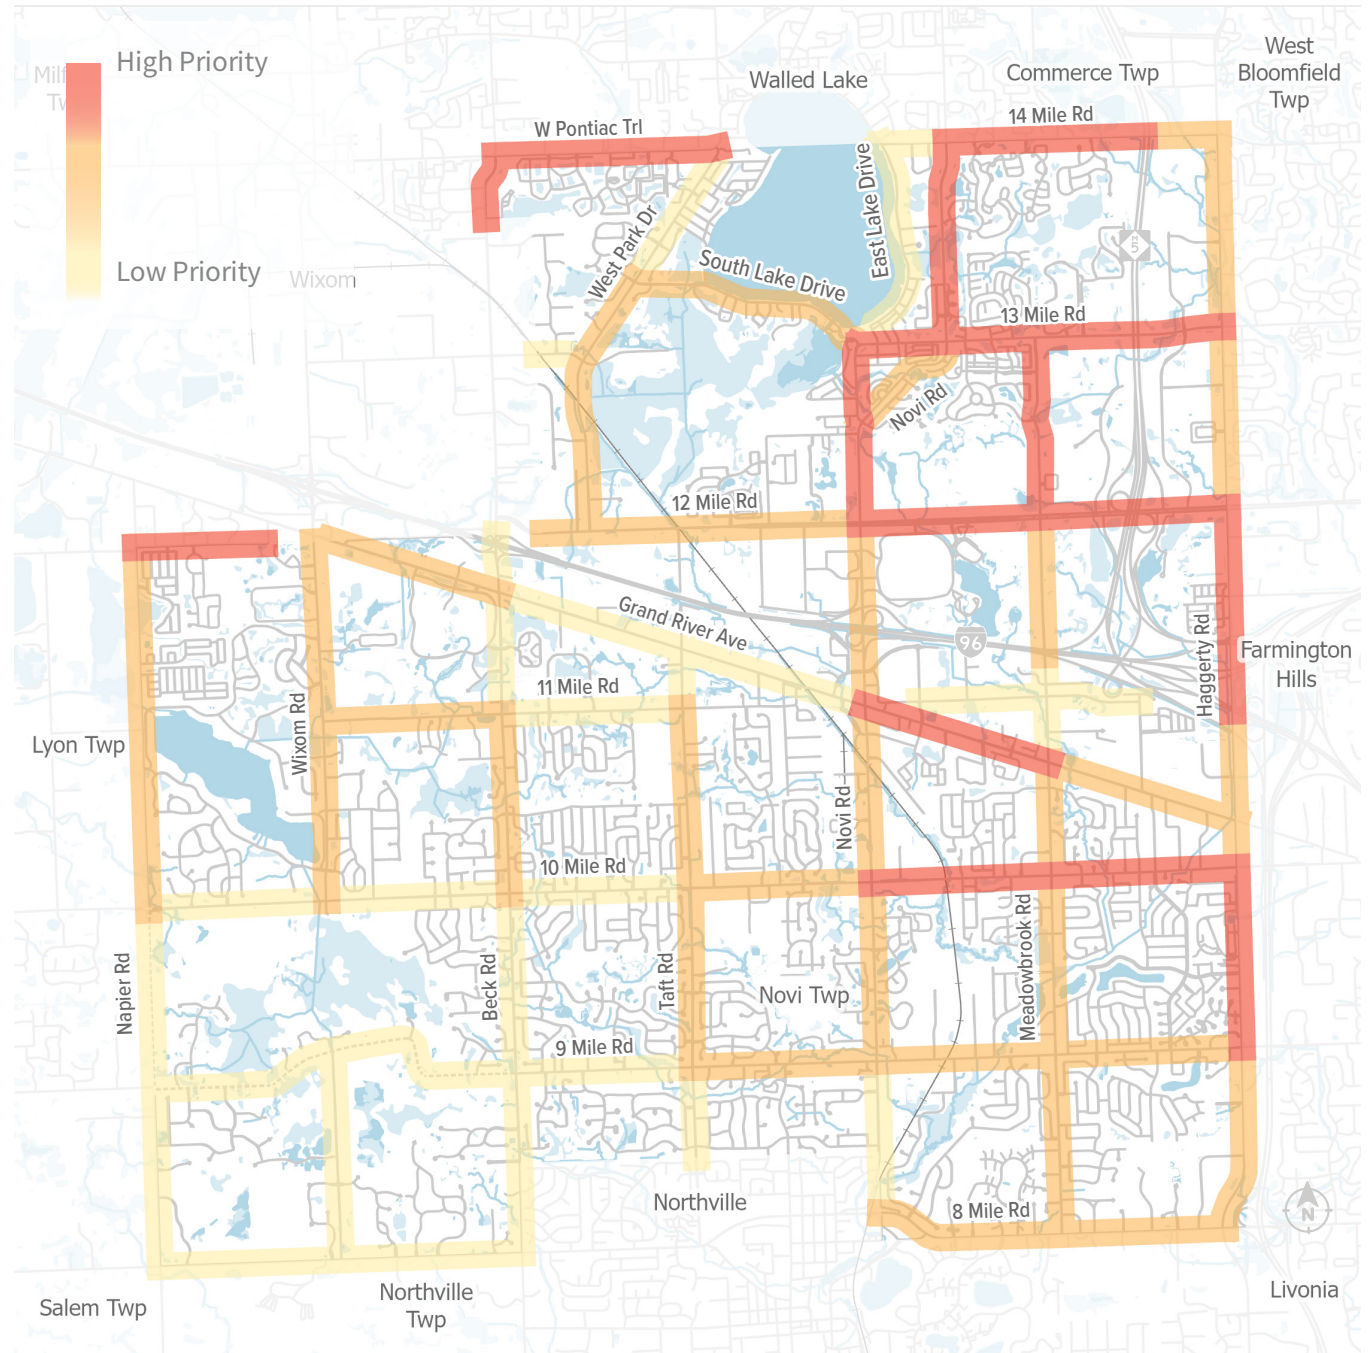 High Priority
Low Priority
Milf
Tw
Wixom
Walled Lake
Commerce Twp
West
Bloomfield
Twp
W Pontiac Trl
14 Mile Rd
West Park Dr
South Lake Drive
East Lake Drive
5
13 Mile Rd
Novi Rd
12 Mile Rd
Grand River Ave
96
Haggerty Rd
Farmington
Hills
11 Mile Rd
Wixom Rd
Lyon Twp
Novi Rd
10 Mile Rd
Napier Rd
Beck Rd
Taft Rd
Novi Twp
Meadowbrook Rd
9 Mile Rd
Northville
8 Mile Rd
N
Salem Twp
Northville
Twp
Livonia